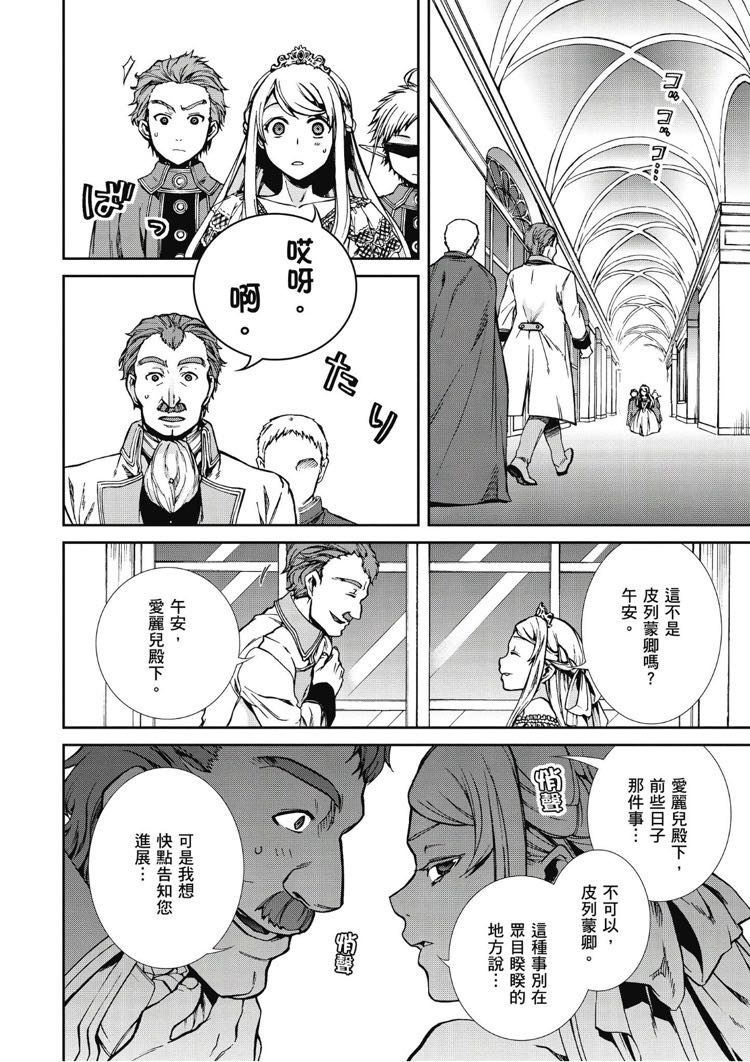 コッ
コッ
コ…
ばっ
哎呀。
啊。
たり
這不是
皮列蒙卿嗎？
午安。
午安，
愛麗兒殿下。
愛麗兒殿下，
前些日子
那件事…
悄聲
不可以，
皮列蒙卿。
這種事別在
眾目睽睽的
地方說…
可是我想
快點告知您
進展…
悄聲